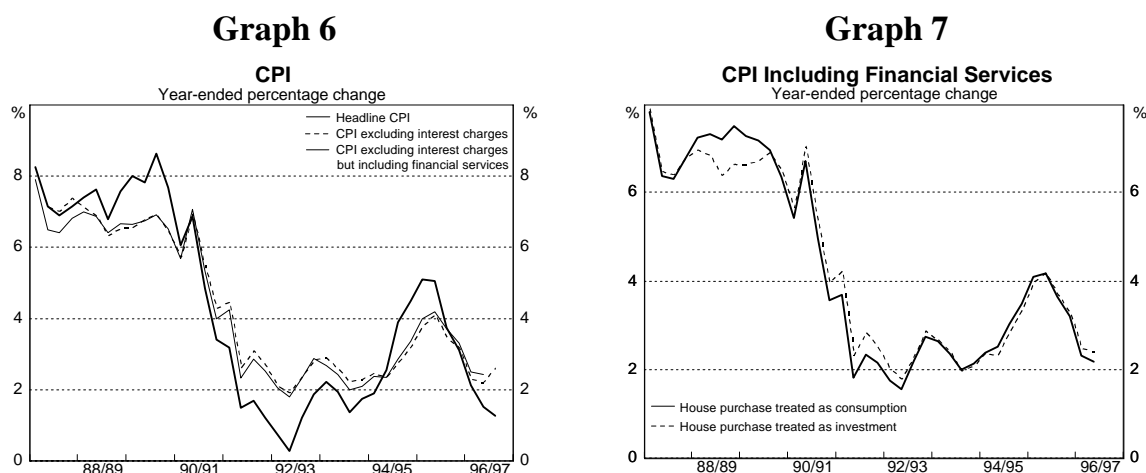 Graph 6
CPI
Year-ended percentage change
%
%
Headline CPI
CPI excluding interest charges
CPI excluding interest charges
but including financial services
8
8
6
6
4
4
2
2
0
0
88/89
90/91
92/93
94/95
96/97
Graph 7
CPI Including Financial Services
Year-ended percentage change
%
%
6
6
4
4
2
2
House purchase treated as consumption
House purchase treated as investment
0
0
88/89
90/91
92/93
94/95
96/97